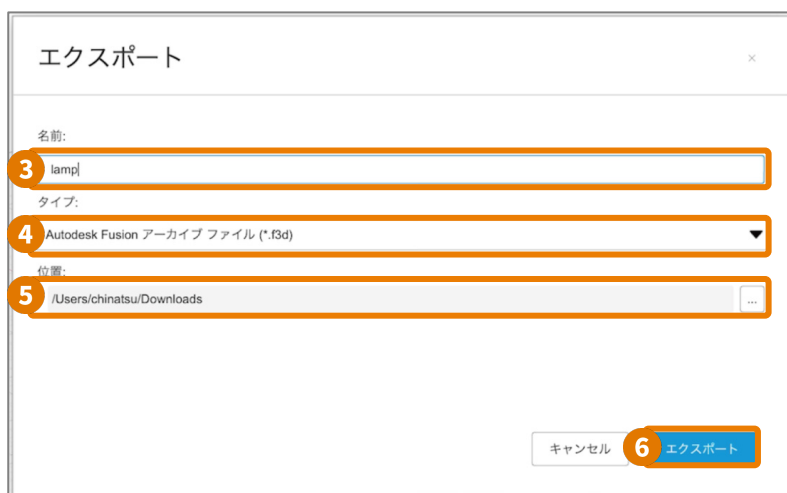 エクスポート
×
名前:
3 lamp
タイプ:
4 Autodesk Fusion アーカイブ ファイル (*.f3d)
位置:
5 /Users/chinatsu/Downloads ...
キャンセル 6 エクスポート